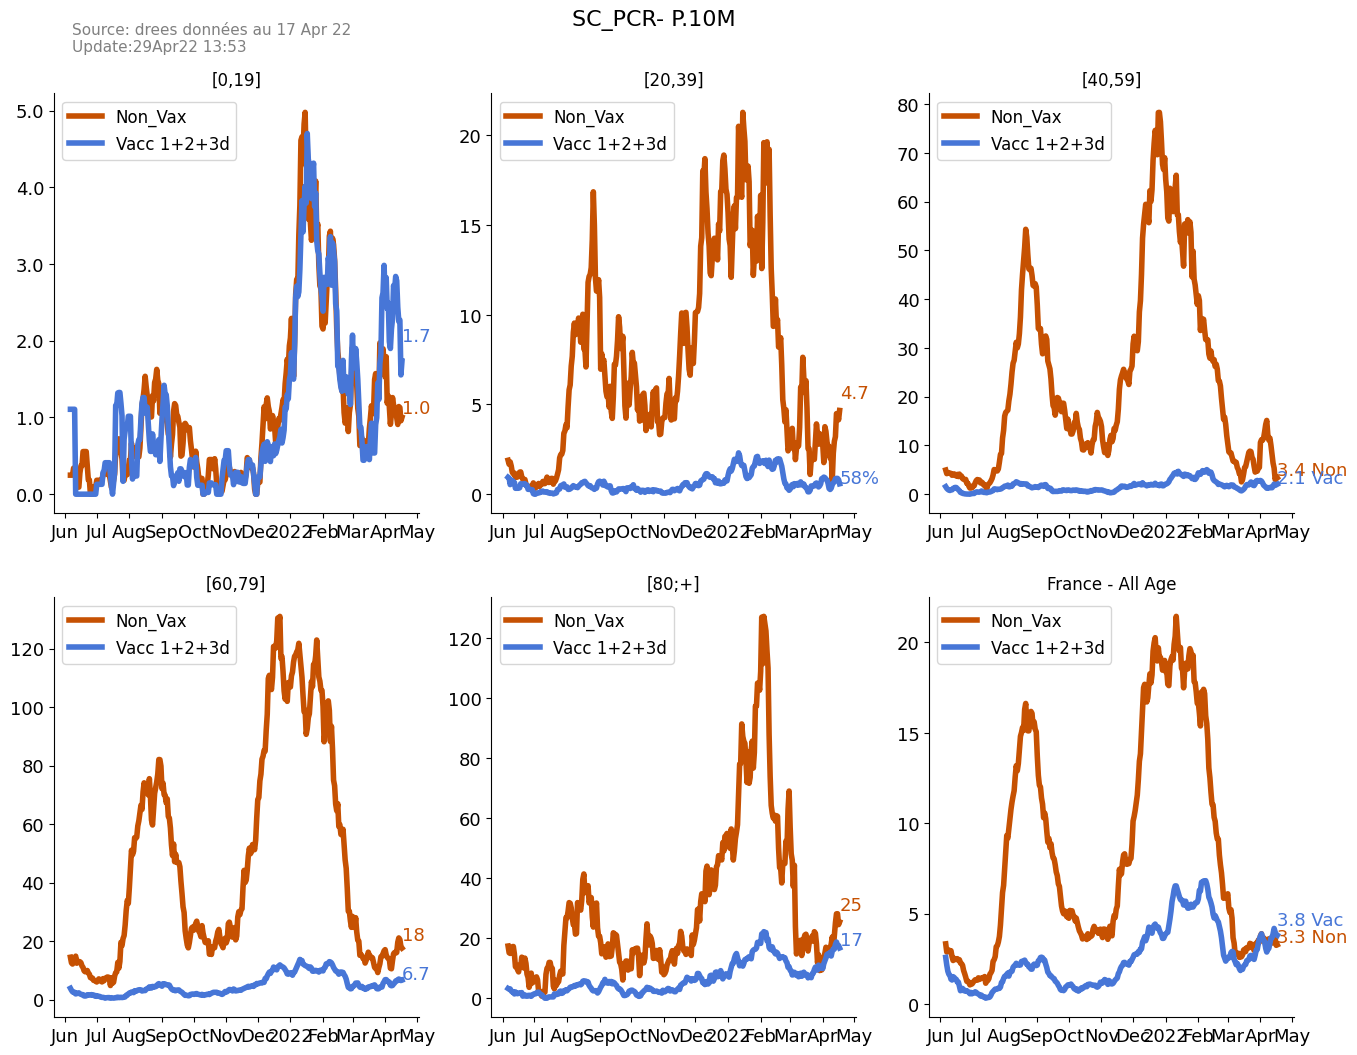 SC_PCR- P.10M
Source: drees données au 17 Apr 22
Update:29Apr22 13:53
[0,19]
Non_Vax
Vacc 1+2+3d
5.0
4.0
3.0
2.0
1.0
0.0
1.7
1.0
Jun Jul Aug Sep Oct Nov Dec 2022 Feb Mar Apr May
[20,39]
Non_Vax
Vacc 1+2+3d
20
15
10
5
0
4.7
58%
Jun Jul Aug Sep Oct Nov Dec 2022 Feb Mar Apr May
[40,59]
Non_Vax
Vacc 1+2+3d
80
70
60
50
40
30
20
10
0
3.4 Non
2.1 Vac
Jun Jul Aug Sep Oct Nov Dec 2022 Feb Mar Apr May
[60,79]
Non_Vax
Vacc 1+2+3d
120
100
80
60
40
20
0
18
6.7
Jun Jul Aug Sep Oct Nov Dec 2022 Feb Mar Apr May
[80;+]
Non_Vax
Vacc 1+2+3d
120
100
80
60
40
20
0
25
17
Jun Jul Aug Sep Oct Nov Dec 2022 Feb Mar Apr May
France - All Age
Non_Vax
Vacc 1+2+3d
20
15
10
5
0
3.8 Vac
3.3 Non
Jun Jul Aug Sep Oct Nov Dec 2022 Feb Mar Apr May